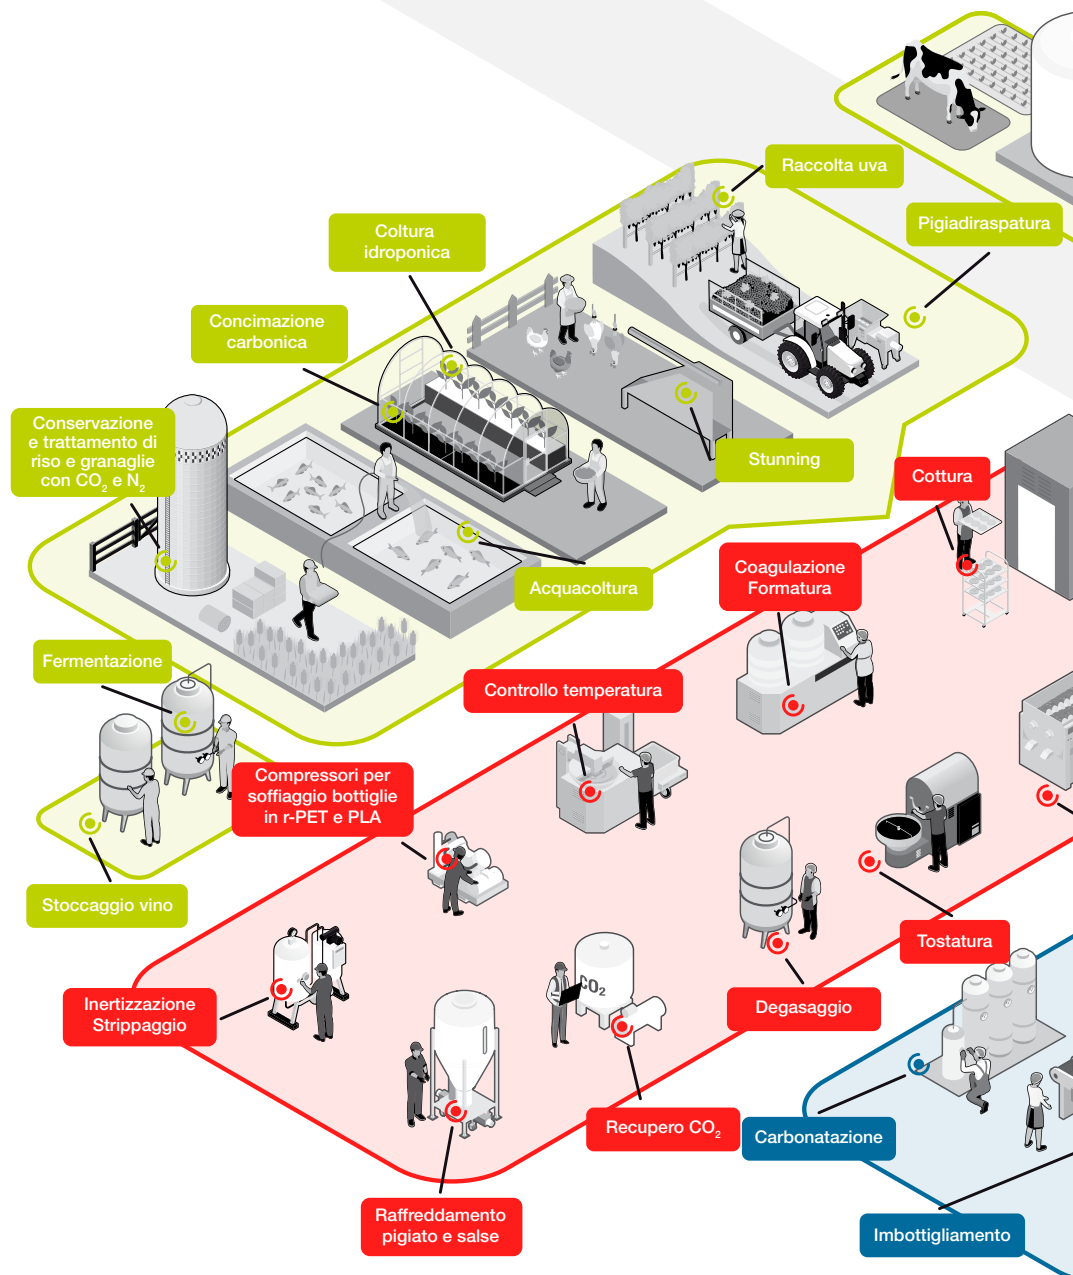 Raccolta uva
Pigiadiraspatura
Coltura
idroponica
Concimazione
carbonica
Conservazione
e trattamento di
riso e granaglie
con CO₂ e N₂
Stunning
Cottura
Acquacoltura
Coagulazione
Formatura
Fermentazione
Controllo temperatura
Compressori per
soffiaggio bottiglie
in r-PET e PLA
Stoccaggio vino
Tostatura
Inertizzazione
Strippaggio
CO₂
Degasaggio
Recupero CO₂
Carbonatazione
Raffreddamento
pigiato e salse
Imbottigliamento